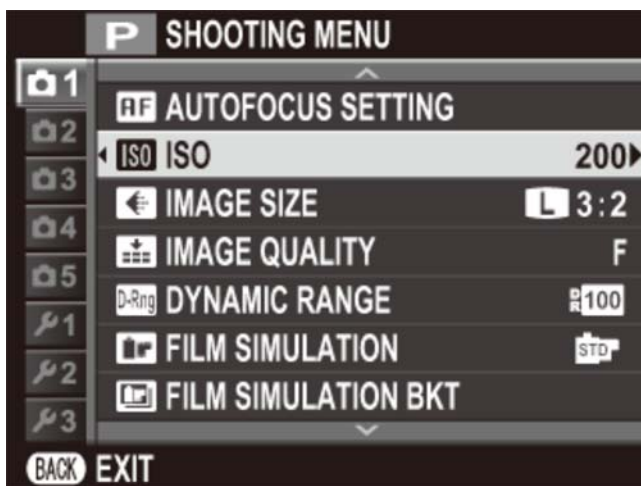 P SHOOTING MENU
1
2
3
4
5
1
2
3
AF AUTOFOCUS SETTING
ISO ISO 200
IMAGE SIZE L 3:2
IMAGE QUALITY F
D-Rng DYNAMIC RANGE DR100
FILM SIMULATION STD
FILM SIMULATION BKT
BACK EXIT